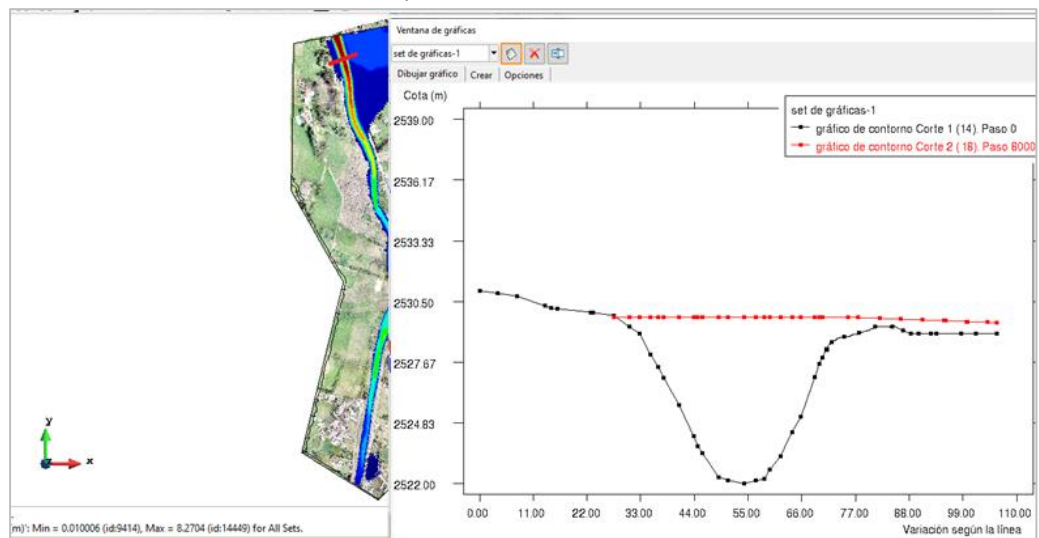 Ventana de gráficas
set de gráficas-1
Dibujar gráfico Crear Opciones
Cota (m)
set de gráficas-1
gráfico de contorno Corte 1 (14). Paso 0
gráfico de contorno Corte 2 (16). Paso 8000
2539.00
2536.17
2533.33
2530.50
2527.67
2524.83
2522.00
0.00 11.00 22.00 33.00 44.00 55.00 66.00 77.00 88.00 99.00 110.00
Variación según la línea
y
x
m)': Min = 0.010006 (id:9414), Max = 8.2704 (id:14449) for All Sets.